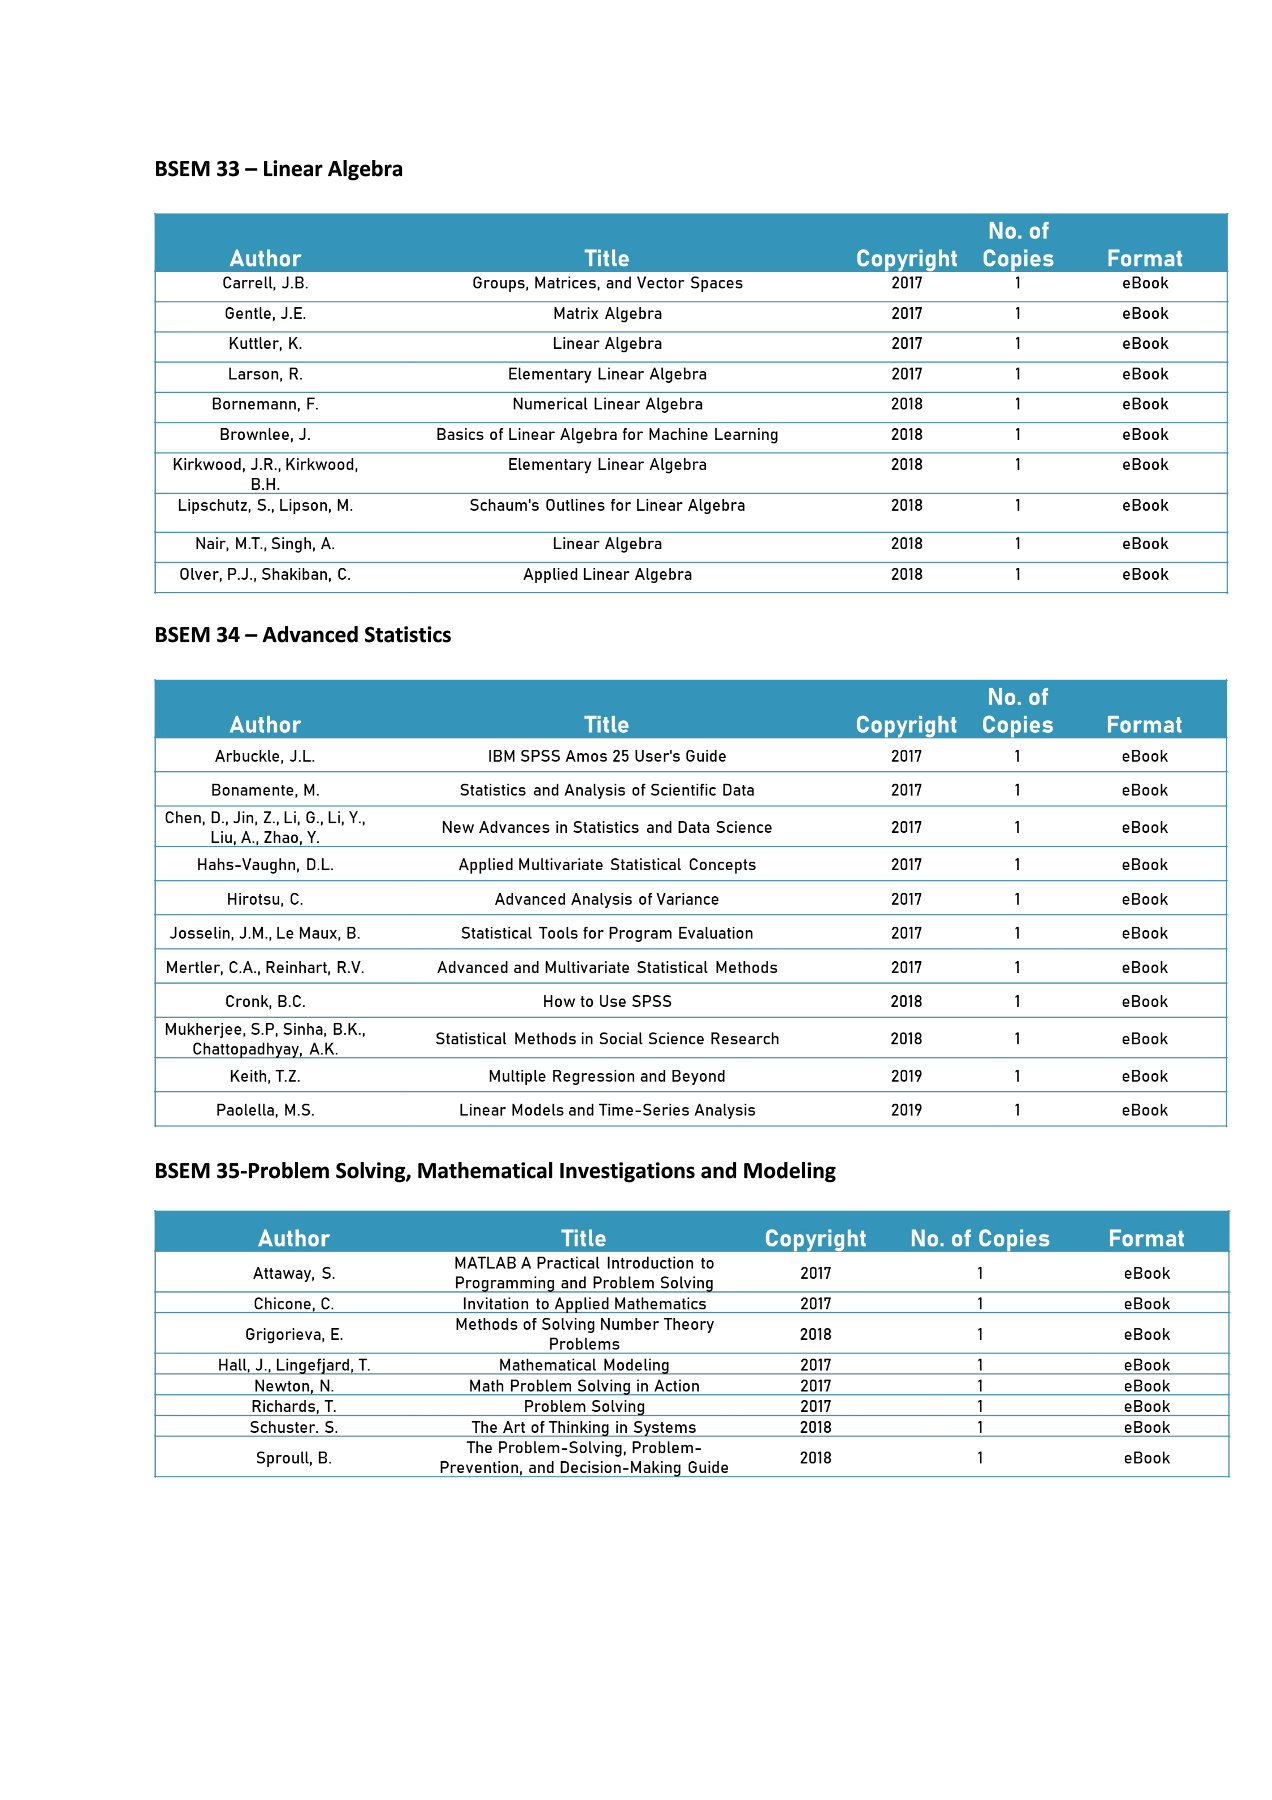 BSEM 33 – Linear Algebra
Author Title Copyright No. of Copies Format
Carrell, J.B. Groups, Matrices, and Vector Spaces 2017 1 eBook
Gentle, J.E. Matrix Algebra 2017 1 eBook
Kuttler, K. Linear Algebra 2017 1 eBook
Larson, R. Elementary Linear Algebra 2017 1 eBook
Bornemann, F. Numerical Linear Algebra 2018 1 eBook
Brownlee, J. Basics of Linear Algebra for Machine Learning 2018 1 eBook
Kirkwood, J.R., Kirkwood, Elementary Linear Algebra 2018 1 eBook
B.H.
Lipschutz, S., Lipson, M. Schaum's Outlines for Linear Algebra 2018 1 eBook
Nair, M.T., Singh, A. Linear Algebra 2018 1 eBook
Olver, P.J., Shakiban, C. Applied Linear Algebra 2018 1 eBook
BSEM 34 – Advanced Statistics
Author Title Copyright No. of Copies Format
Arbuckle, J.L. IBM SPSS Amos 25 User's Guide 2017 1 eBook
Bonamente, M. Statistics and Analysis of Scientific Data 2017 1 eBook
Chen, D., Jin, Z., Li, G., Li, Y.,
Liu, A., Zhao, Y. New Advances in Statistics and Data Science 2017 1 eBook
Hahs-Vaughn, D.L. Applied Multivariate Statistical Concepts 2017 1 eBook
Hirotsu, C. Advanced Analysis of Variance 2017 1 eBook
Josselin, J.M., Le Maux, B. Statistical Tools for Program Evaluation 2017 1 eBook
Mertler, C.A., Reinhart, R.V. Advanced and Multivariate Statistical Methods 2017 1 eBook
Cronk, B.C. How to Use SPSS 2018 1 eBook
Mukherjee, S.P, Sinha, B.K.,
Chattopadhyay, A.K. Statistical Methods in Social Science Research 2018 1 eBook
Keith, T.Z. Multiple Regression and Beyond 2019 1 eBook
Paolella, M.S. Linear Models and Time-Series Analysis 2019 1 eBook
BSEM 35-Problem Solving, Mathematical Investigations and Modeling
Author Title Copyright No. of Copies Format
Attaway, S. MATLAB A Practical Introduction to
Programming and Problem Solving 2017 1 eBook
Chicone, C. Invitation to Applied Mathematics 2017 1 eBook
Grigorieva, E. Methods of Solving Number Theory
Problems 2018 1 eBook
Hall, J., Lingefjard, T. Mathematical Modeling 2017 1 eBook
Newton, N. Math Problem Solving in Action 2017 1 eBook
Richards, T. Problem Solving 2017 1 eBook
Schuster. S. The Art of Thinking in Systems 2018 1 eBook
Sproull, B. The Problem-Solving, Problem-
Prevention, and Decision-Making Guide 2018 1 eBook